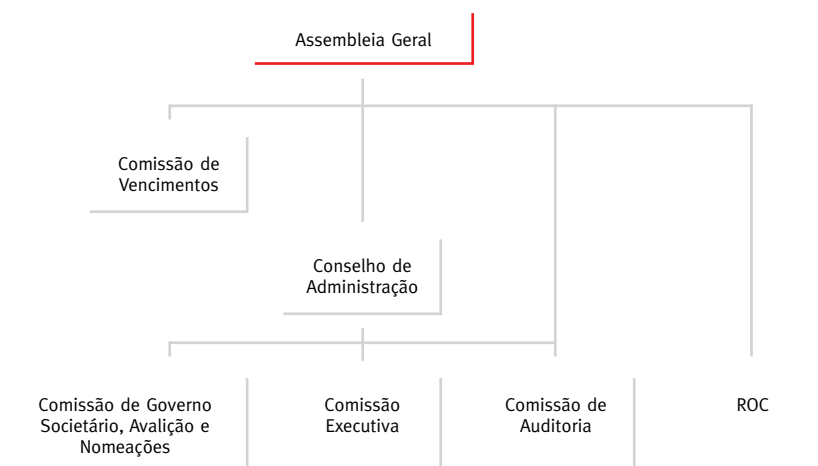 Assembleia Geral
Comissão de
Vencimentos
Conselho de
Administração
Comissão de Governo
Societário, Avalição e
Nomeações
Comissão
Executiva
Comissão de
Auditoria
ROC